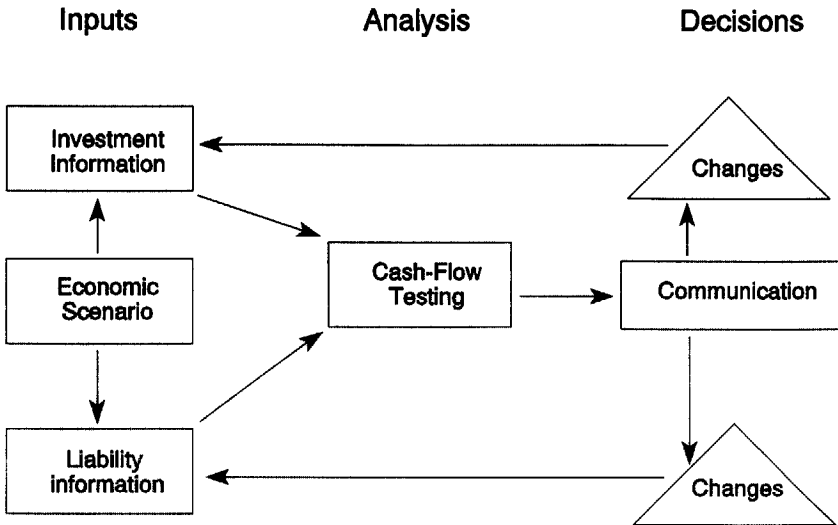 Inputs
Analysis
Decisions
Investment
Information
Changes
Economic
Scenario
Cash-Flow
Testing
Communication
Liability
information
Changes